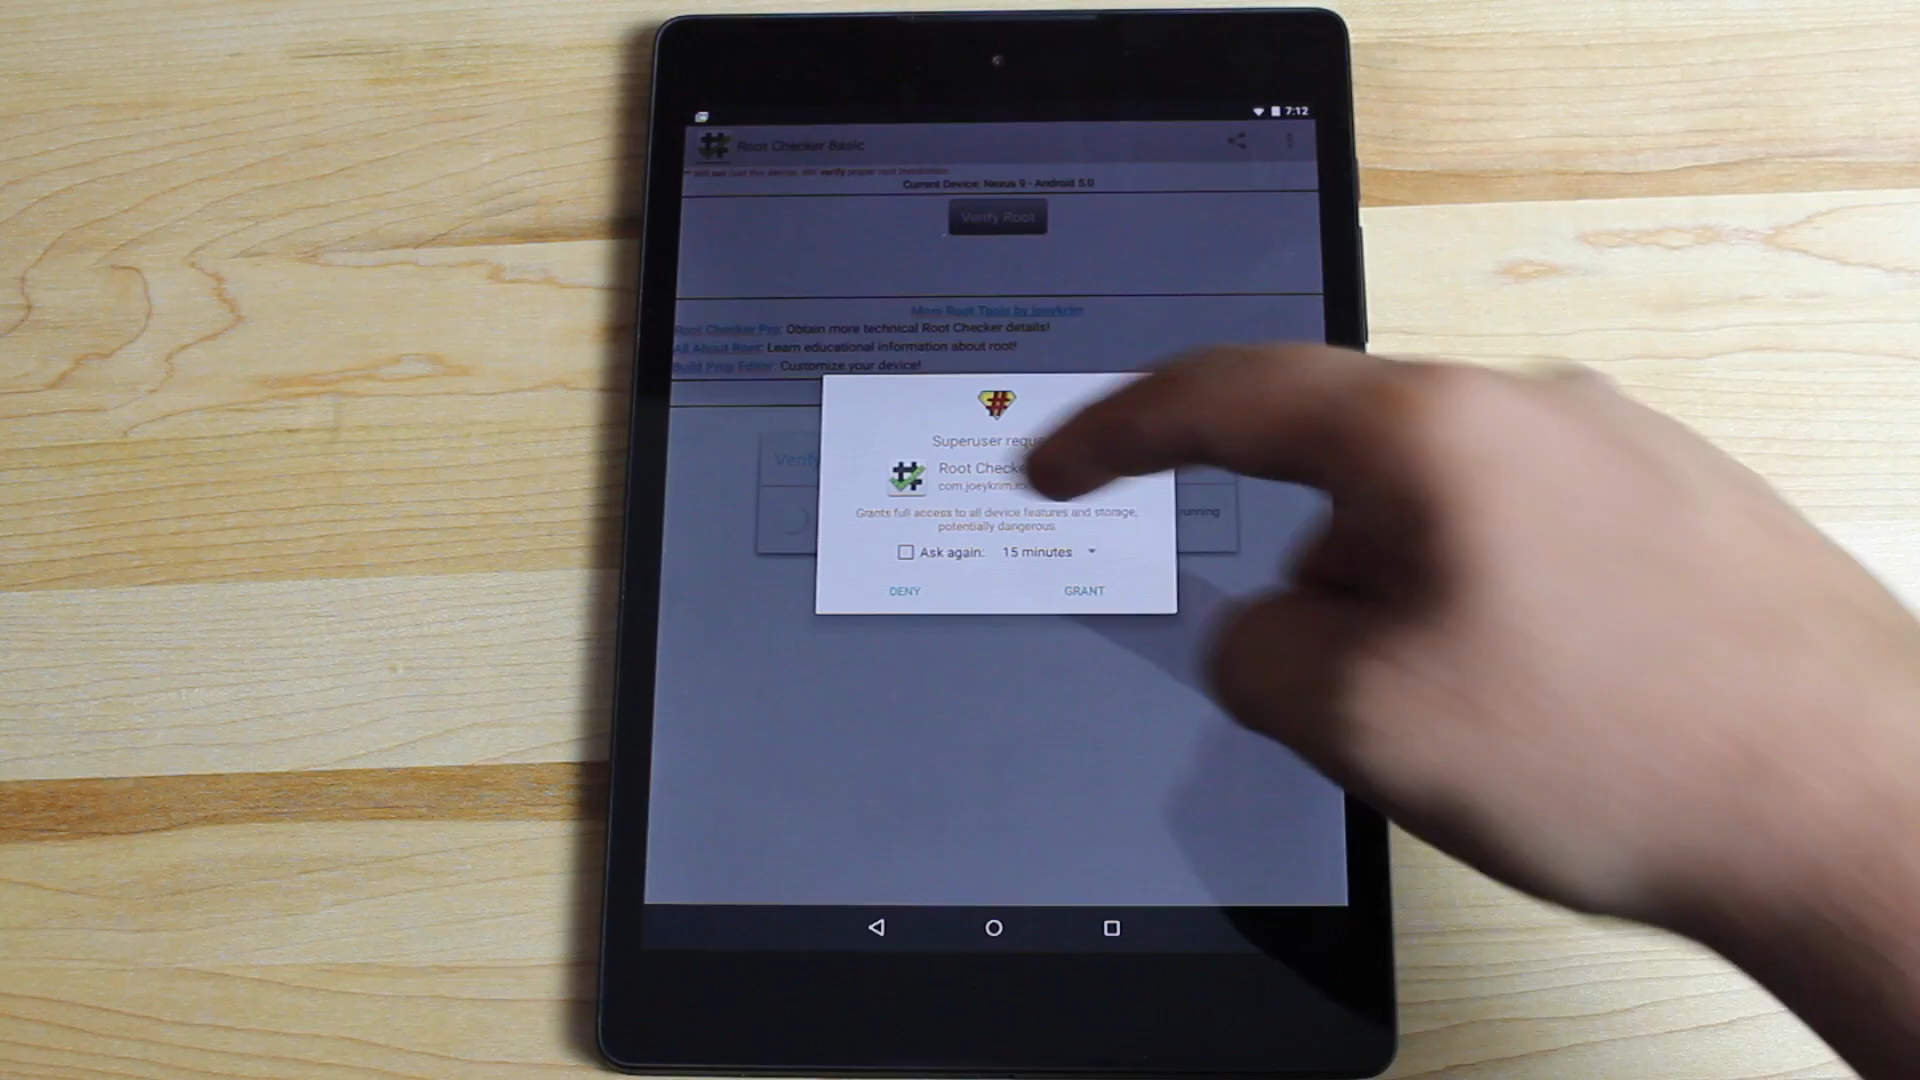 7:12
Root Checker Basic
will not root this device. Will verify proper root installation.
Current Device: Nexus 9 - Android 5.0
Verify Root
More Root Tools by joeykrim
Root Checker Pro: Obtain more technical Root Checker details!
All About Root: Learn educational information about root!
Build Prop Editor: Customize your device!
Superuser reque
Verify
Root Checke
com.joeykrim.
Grants full access to all device features and storage,
running
potentially dangerous.
Ask again: 15 minutes
DENY GRANT